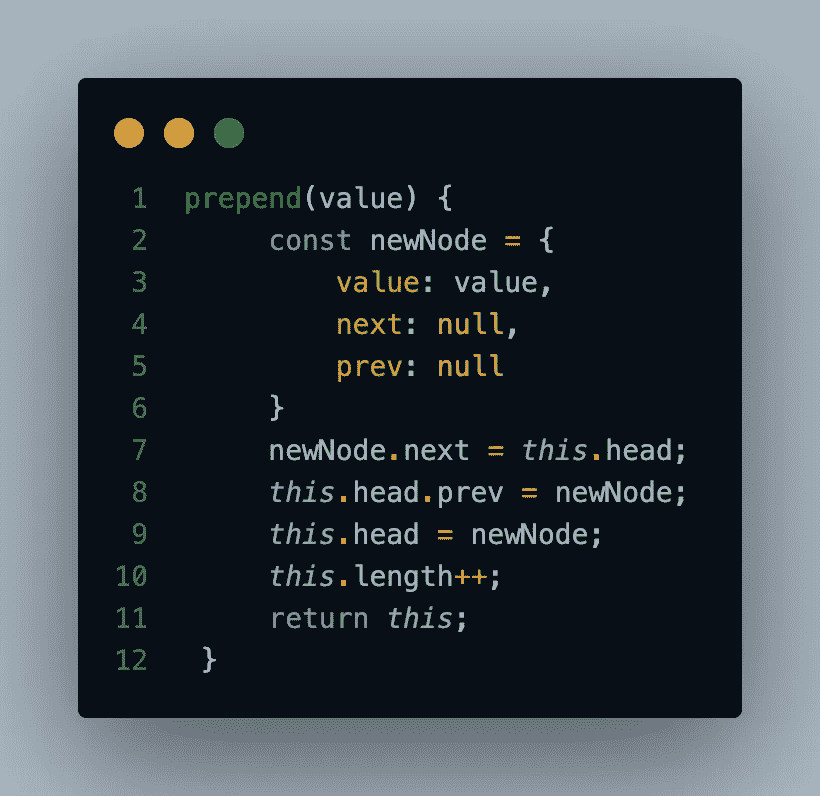 1 prepend(value) {
2 const newNode = {
3 value: value,
4 next: null,
5 prev: null
6 }
7 newNode.next = this.head;
8 this.head.prev = newNode;
9 this.head = newNode;
10 this.length++;
11 return this;
12 }